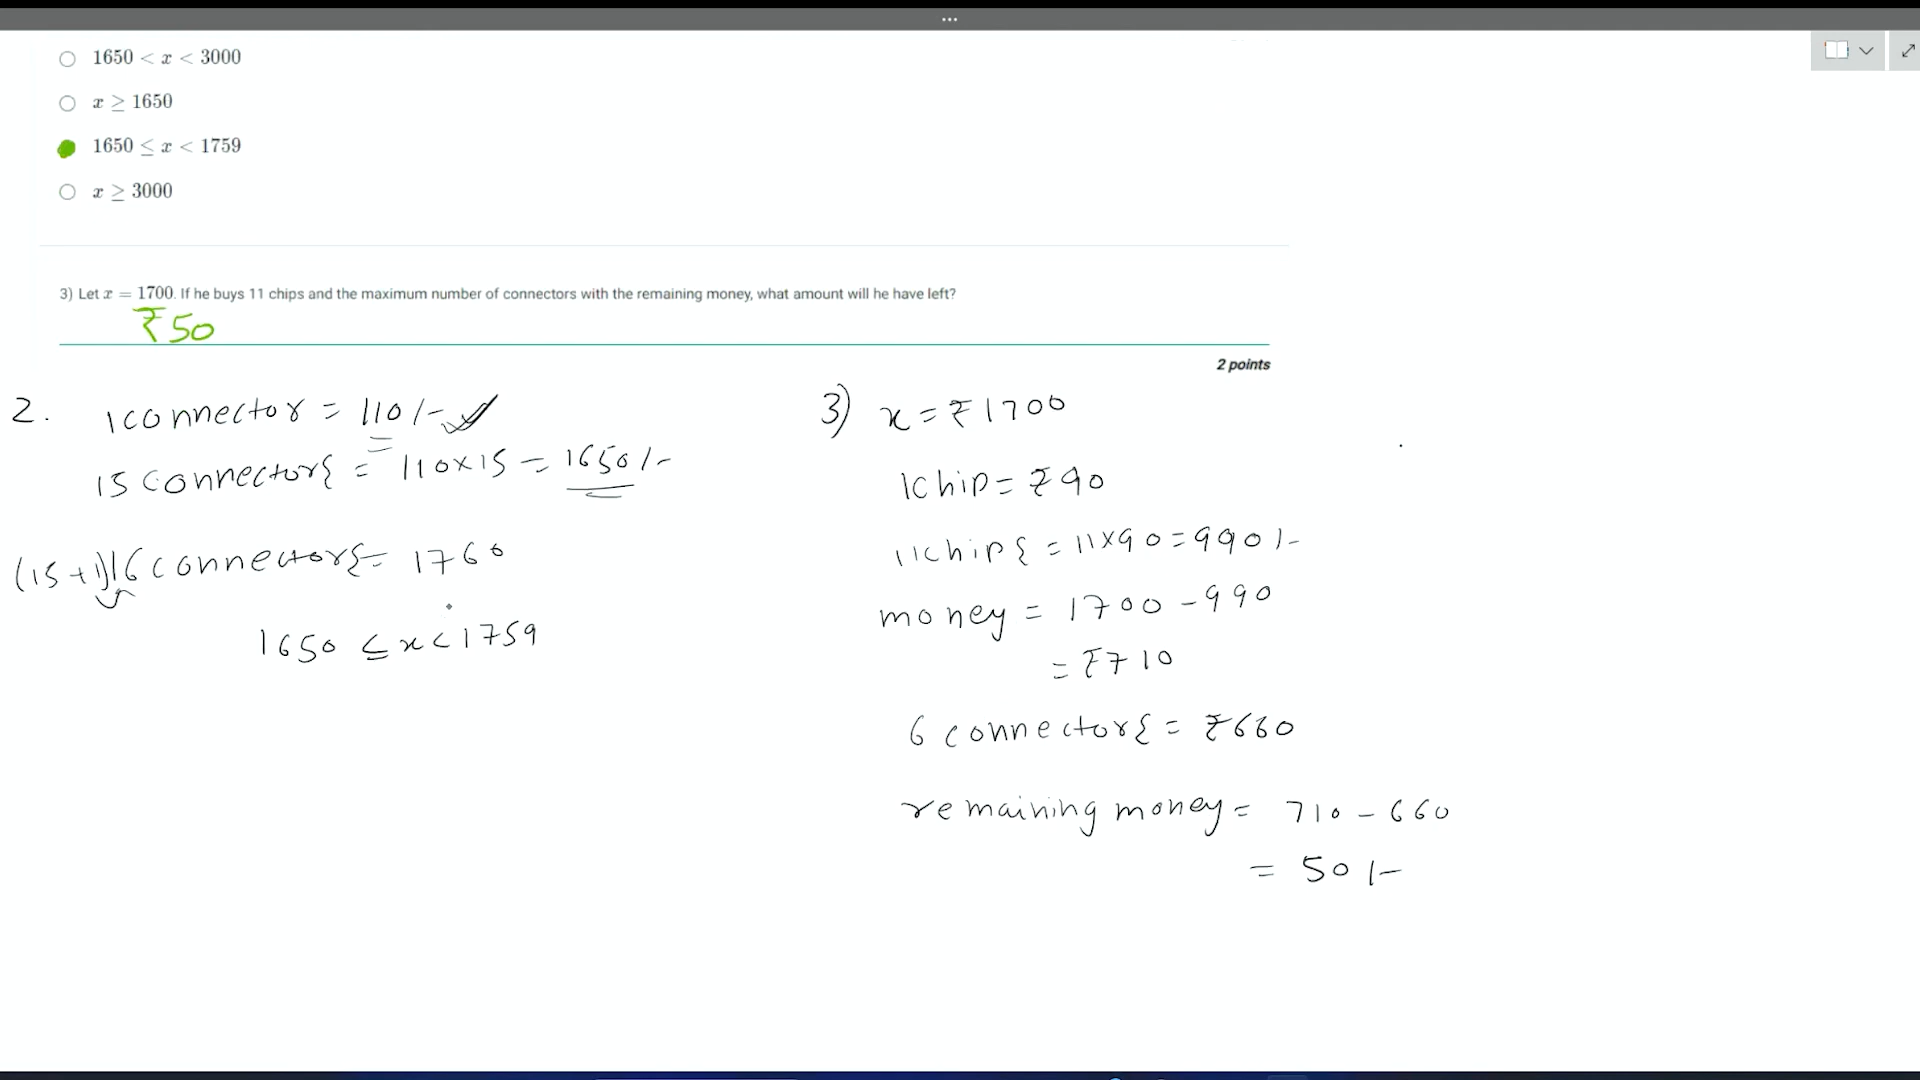 ...
1650 < x < 3000
x ≥ 1650
1650 ≤ x < 1759
x ≥ 3000
3) Let x = 1700. If he buys 11 chips and the maximum number of connectors with the remaining money, what amount will he have left?
₹50
2 points
2. 1 connector = 110/-
15 connectors = 110×15 = 1650/-
(15+1) 16 connectors = 1760
1650 ≤ x < 1759
3) x = ₹1700
1 chip = ₹90
11 chips = 11×90 = 990/-
money = 1700 - 990
= ₹710
6 connectors = ₹660
remaining money = 710 - 660
= 50/-